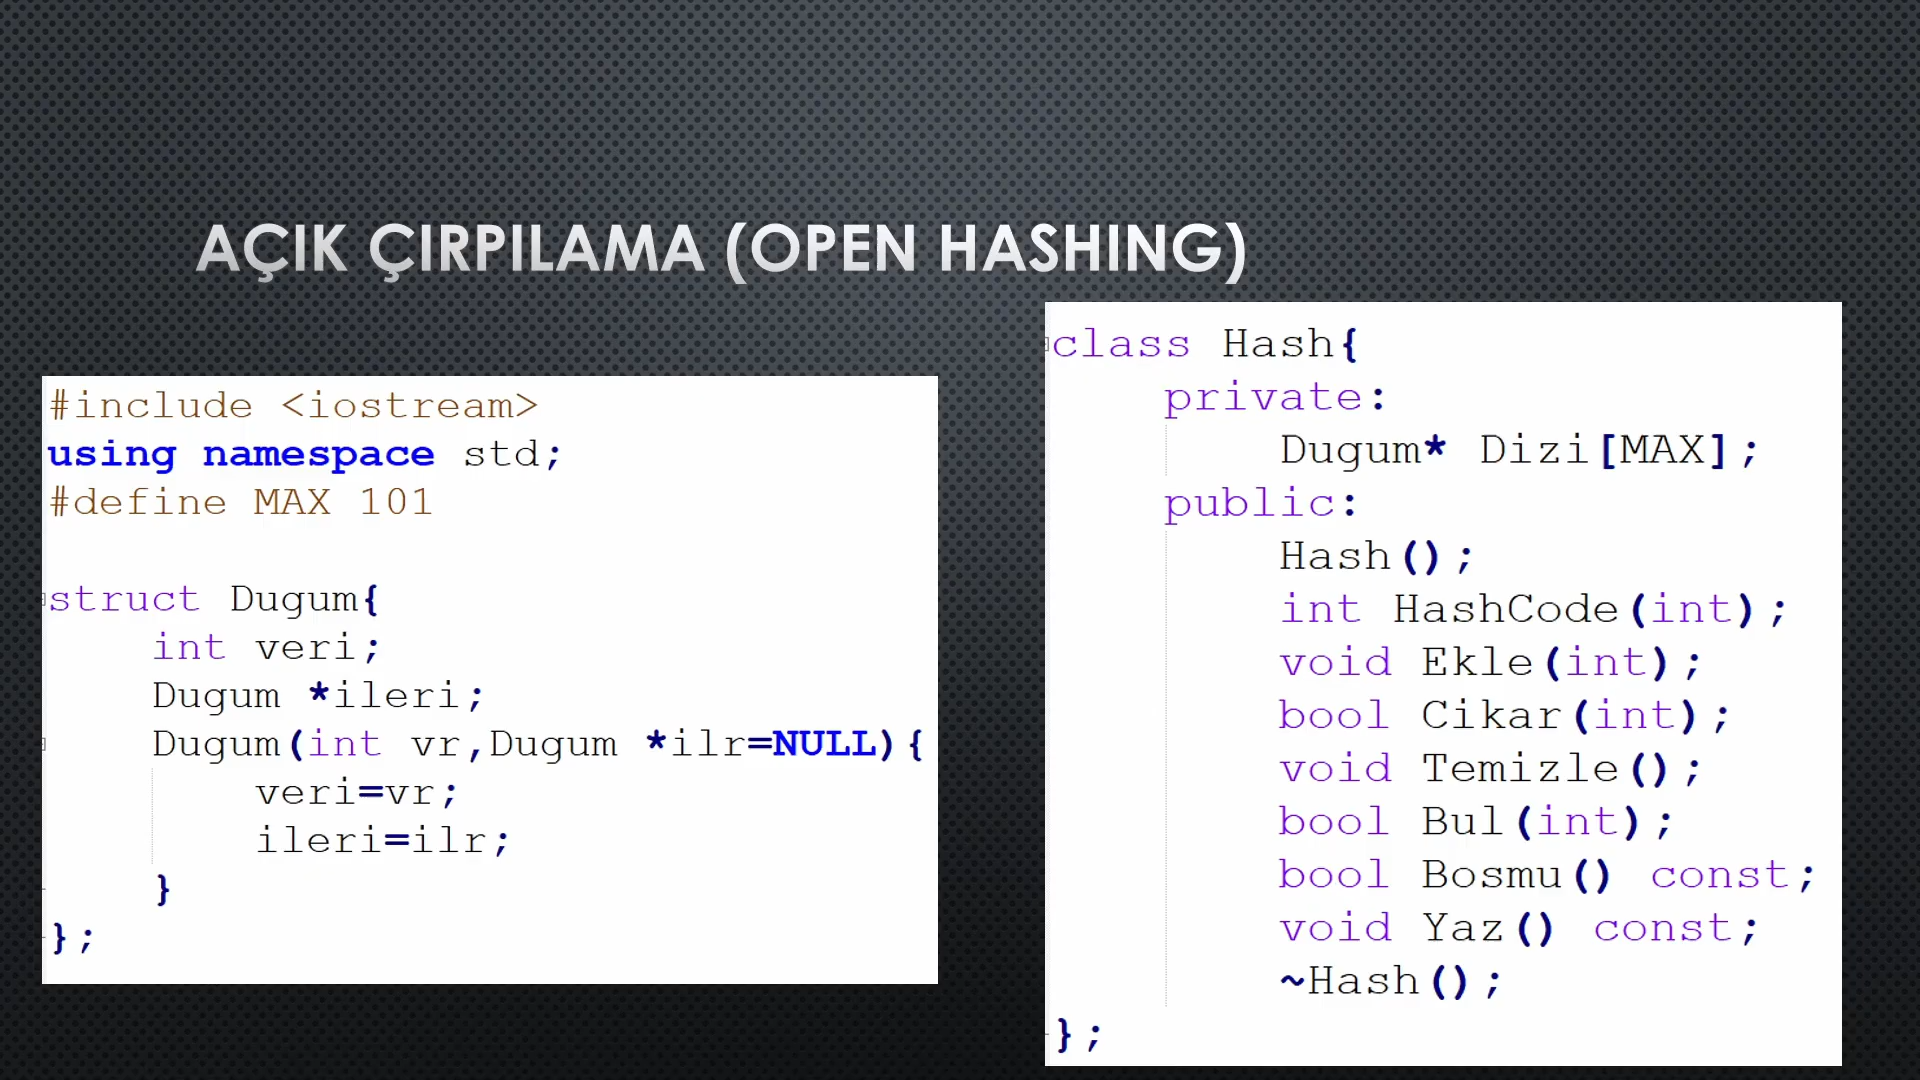 AÇIK ÇIRPILAMA (OPEN HASHING)
#include <iostream>
using namespace std;
#define MAX 101
struct Dugum{
int veri;
Dugum *ileri;
Dugum(int vr,Dugum *ilr=NULL){
veri=vr;
ileri=ilr;
}
};
class Hash{
private:
Dugum* Dizi[MAX];
public:
Hash();
int HashCode(int);
void Ekle(int);
bool Cikar(int);
void Temizle();
bool Bul(int);
bool Bosmu() const;
void Yaz() const;
~Hash();
};